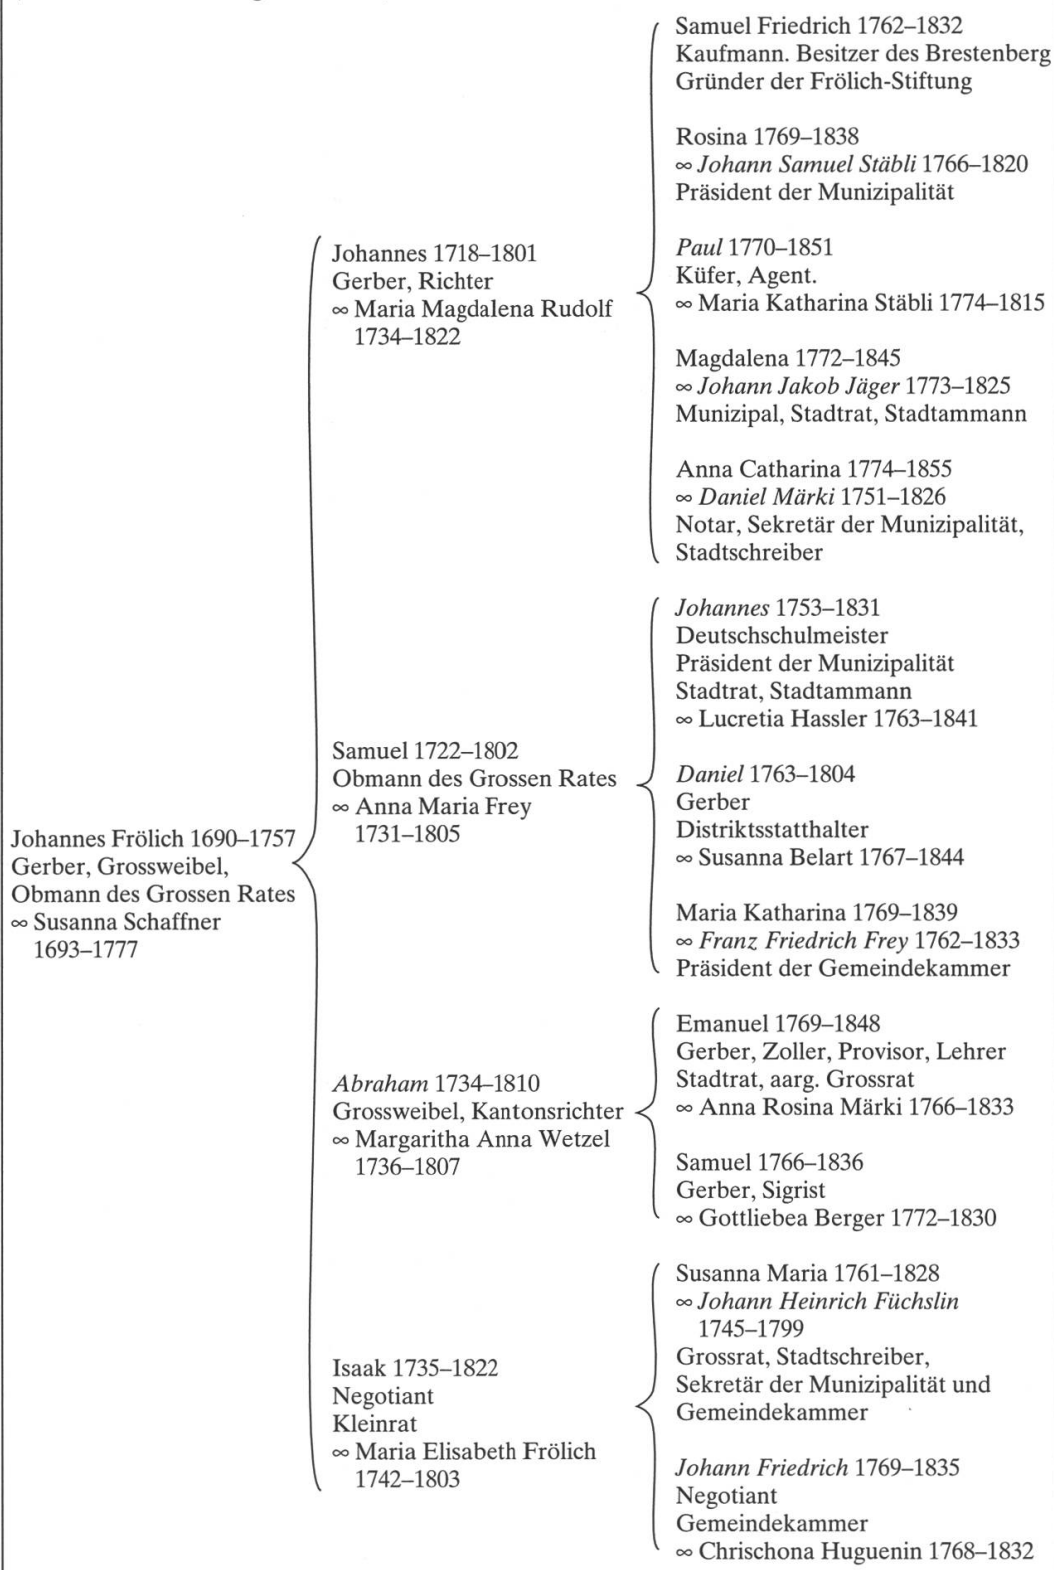 Samuel Friedrich 1762–1832
Kaufmann. Besitzer des Brestenberg
Gründer der Frölich-Stiftung
Rosina 1769–1838
∞ Johann Samuel Stäbli 1766–1820
Präsident der Munizipalität
Johannes 1718–1801
Gerber, Richter
∞ Maria Magdalena Rudolf
1734–1822
Paul 1770–1851
Küfer, Agent.
∞ Maria Katharina Stäbli 1774–1815
Magdalena 1772–1845
∞ Johann Jakob Jäger 1773–1825
Munizipal, Stadtrat, Stadtammann
Anna Catharina 1774–1855
∞ Daniel Märki 1751–1826
Notar, Sekretär der Munizipalität,
Stadtschreiber
Johannes 1753–1831
Deutschschulmeister
Präsident der Munizipalität
Stadtrat, Stadtammann
∞ Lucretia Hassler 1763–1841
Samuel 1722–1802
Obmann des Grossen Rates
∞ Anna Maria Frey
1731–1805
Daniel 1763–1804
Gerber
Distriktsstatthalter
∞ Susanna Belart 1767–1844
Johannes Frölich 1690–1757
Gerber, Grossweibel,
Obmann des Grossen Rates
∞ Susanna Schaffner
1693–1777
Maria Katharina 1769–1839
∞ Franz Friedrich Frey 1762–1833
Präsident der Gemeindekammer
Emanuel 1769–1848
Gerber, Zoller, Provisor, Lehrer
Stadtrat, aarg. Grossrat
∞ Anna Rosina Märki 1766–1833
Abraham 1734–1810
Grossweibel, Kantonsrichter
∞ Margaritha Anna Wetzel
1736–1807
Samuel 1766–1836
Gerber, Sigrist
∞ Gottliebea Berger 1772–1830
Susanna Maria 1761–1828
∞ Johann Heinrich Füchslin
1745–1799
Grossrat, Stadtschreiber,
Sekretär der Munizipalität und
Gemeindekammer
Isaak 1735–1822
Negotiant
Kleinrat
∞ Maria Elisabeth Frölich
1742–1803
Johann Friedrich 1769–1835
Negotiant
Gemeindekammer
∞ Chrischona Huguenin 1768–1832